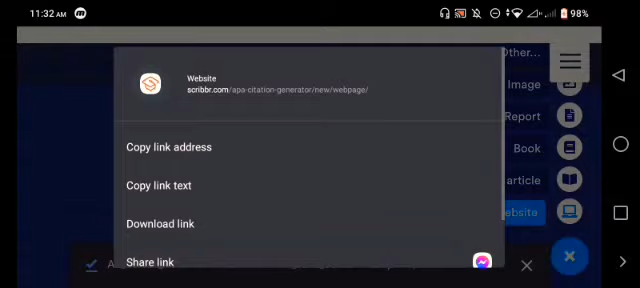 11:32 AM
98%
Website
scribbr.com/apa-citation-generator/new/webpage/
Copy link address
Copy link text
Download link
Share link
Other...
Image
Report
Book
article
ebsite